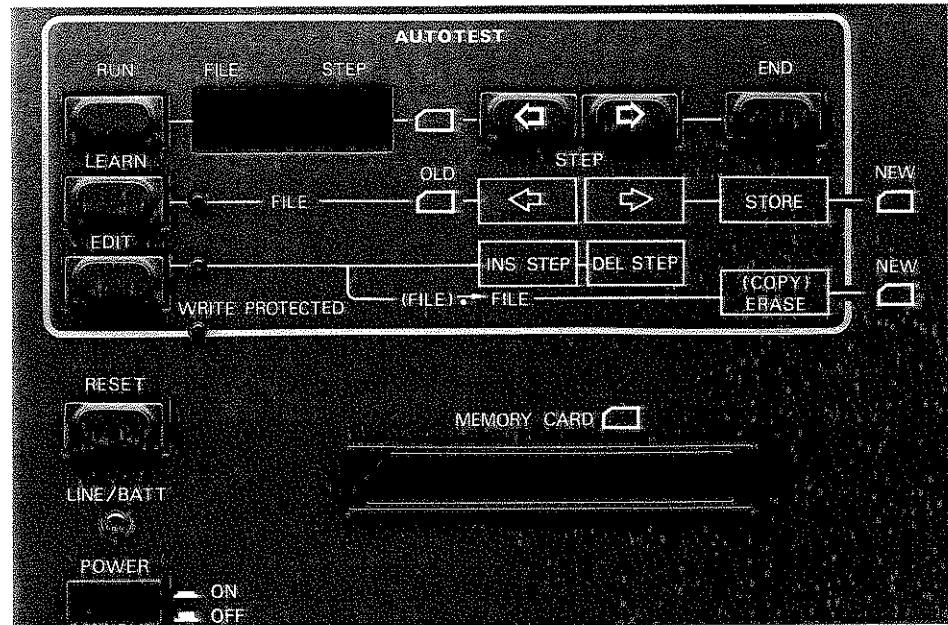 AUTOTEST
RUN FILE STEP END
LEARN STEP
OLD NEW
FILE STORE
EDIT
INS STEP DEL STEP NEW
(FILE) FILE (COPY) ERASE
WRITE PROTECTED
RESET
MEMORY CARD
LINE/BATT
POWER
ON
OFF